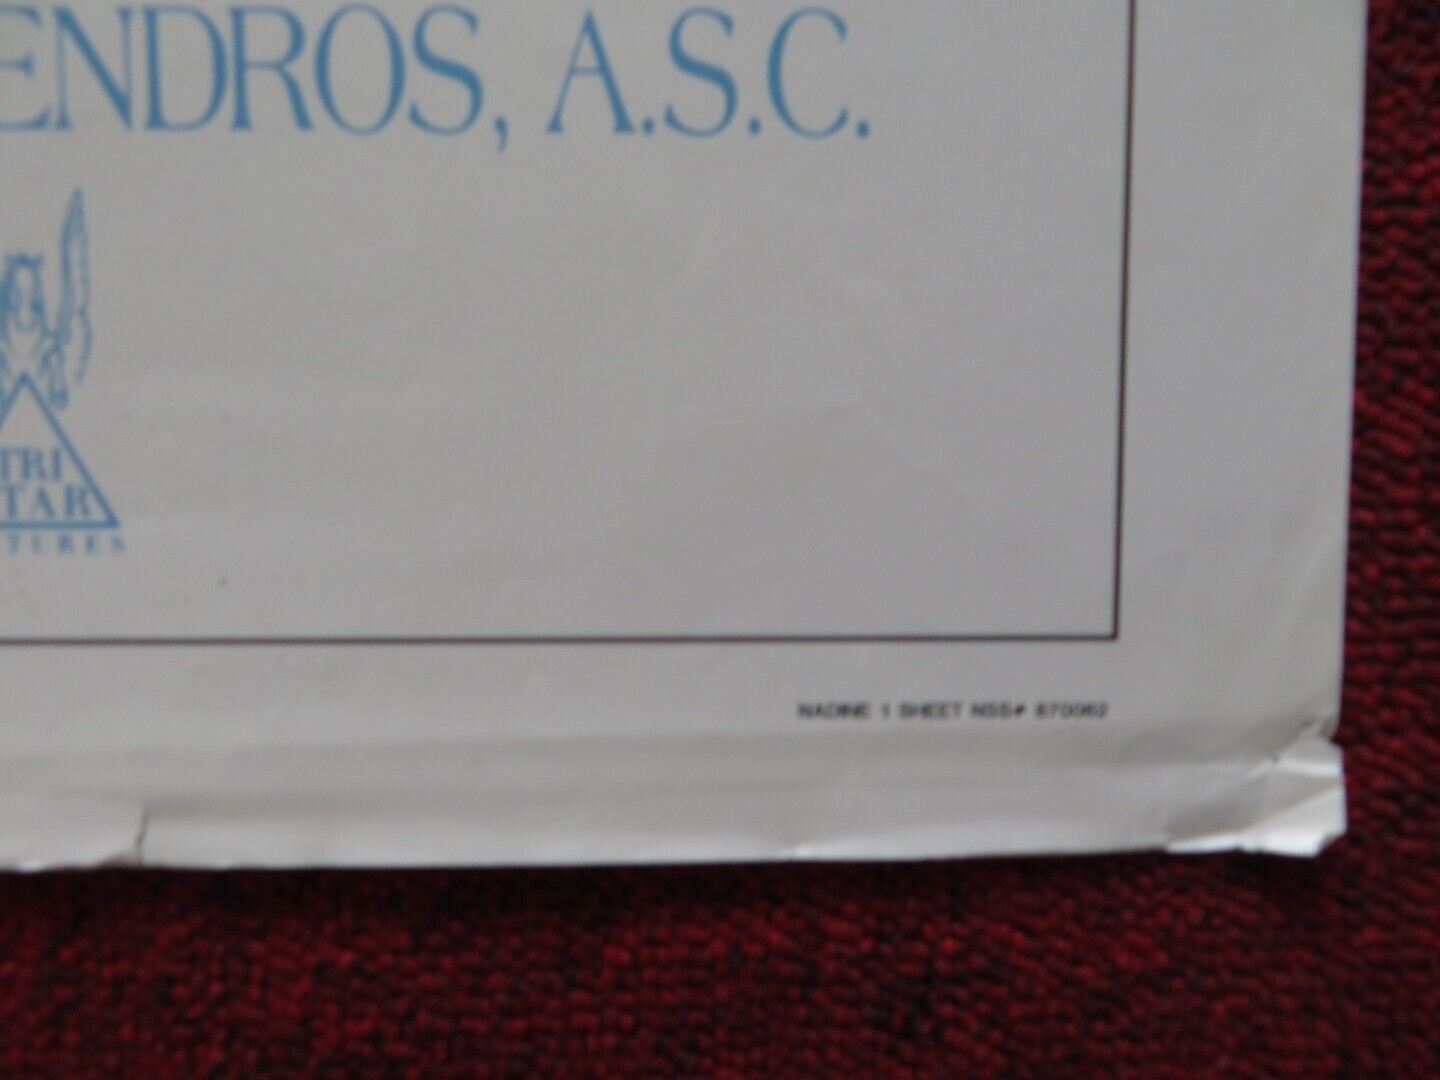 ENDROS, A.S.C.
TRI
TAR
TURES
NADINE 1 SHEET NSS# 870062